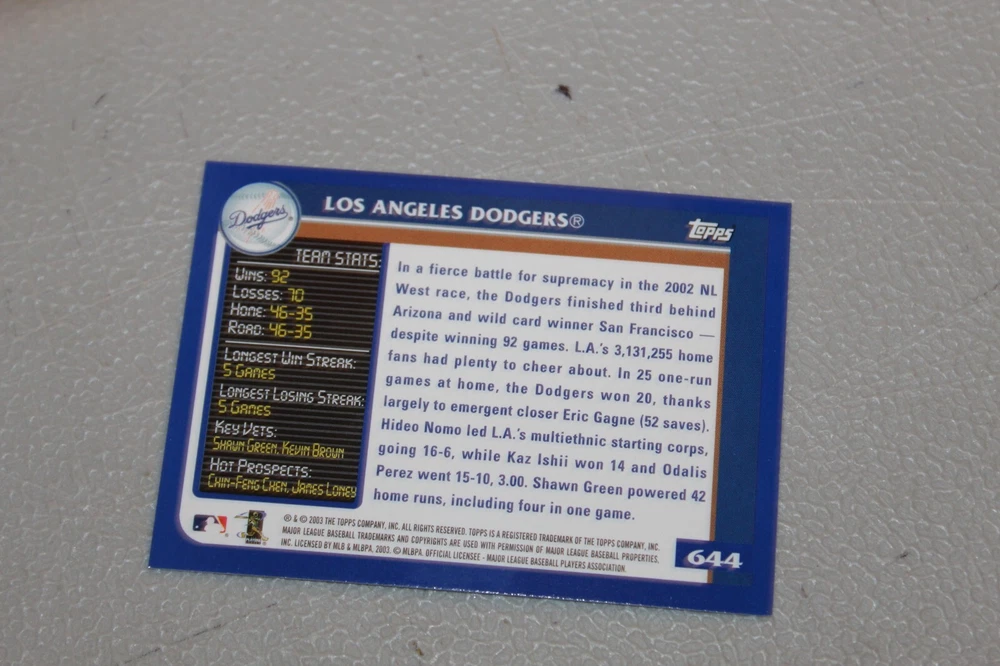 Dodgers
LOS ANGELES DODGERS®
Topps
TEAM STATS:
WINS: 92
LOSSES: 70
HOME: 46-35
ROAD: 46-35
LONGEST WIN STREAK:
5 GAMES
LONGEST LOSING STREAK:
5 GAMES
KEY VETS:
SHAWN GREEN, KEVIN BROWN
HOT PROSPECTS:
CHIN-FENG CHEN, JAMES LONEY
In a fierce battle for supremacy in the 2002 NL
West race, the Dodgers finished third behind
Arizona and wild card winner San Francisco —
despite winning 92 games. L.A.'s 3,131,255 home
fans had plenty to cheer about. In 25 one-run
games at home, the Dodgers won 20, thanks
largely to emergent closer Eric Gagne (52 saves).
Hideo Nomo led L.A.'s multiethnic starting corps,
going 16-6, while Kaz Ishii won 14 and Odalis
Perez went 15-10, 3.00. Shawn Green powered 42
home runs, including four in one game.
® & © 2003 THE TOPPS COMPANY, INC. ALL RIGHTS RESERVED. TOPPS IS A REGISTERED TRADEMARK OF THE TOPPS COMPANY, INC.
MAJOR LEAGUE BASEBALL TRADEMARKS AND COPYRIGHTS ARE USED WITH PERMISSION OF MAJOR LEAGUE BASEBALL PROPERTIES,
INC. LICENSED BY MLB & MLBPA, 2003. © MLBPA. OFFICIAL LICENSEE - MAJOR LEAGUE BASEBALL PLAYERS ASSOCIATION.
644